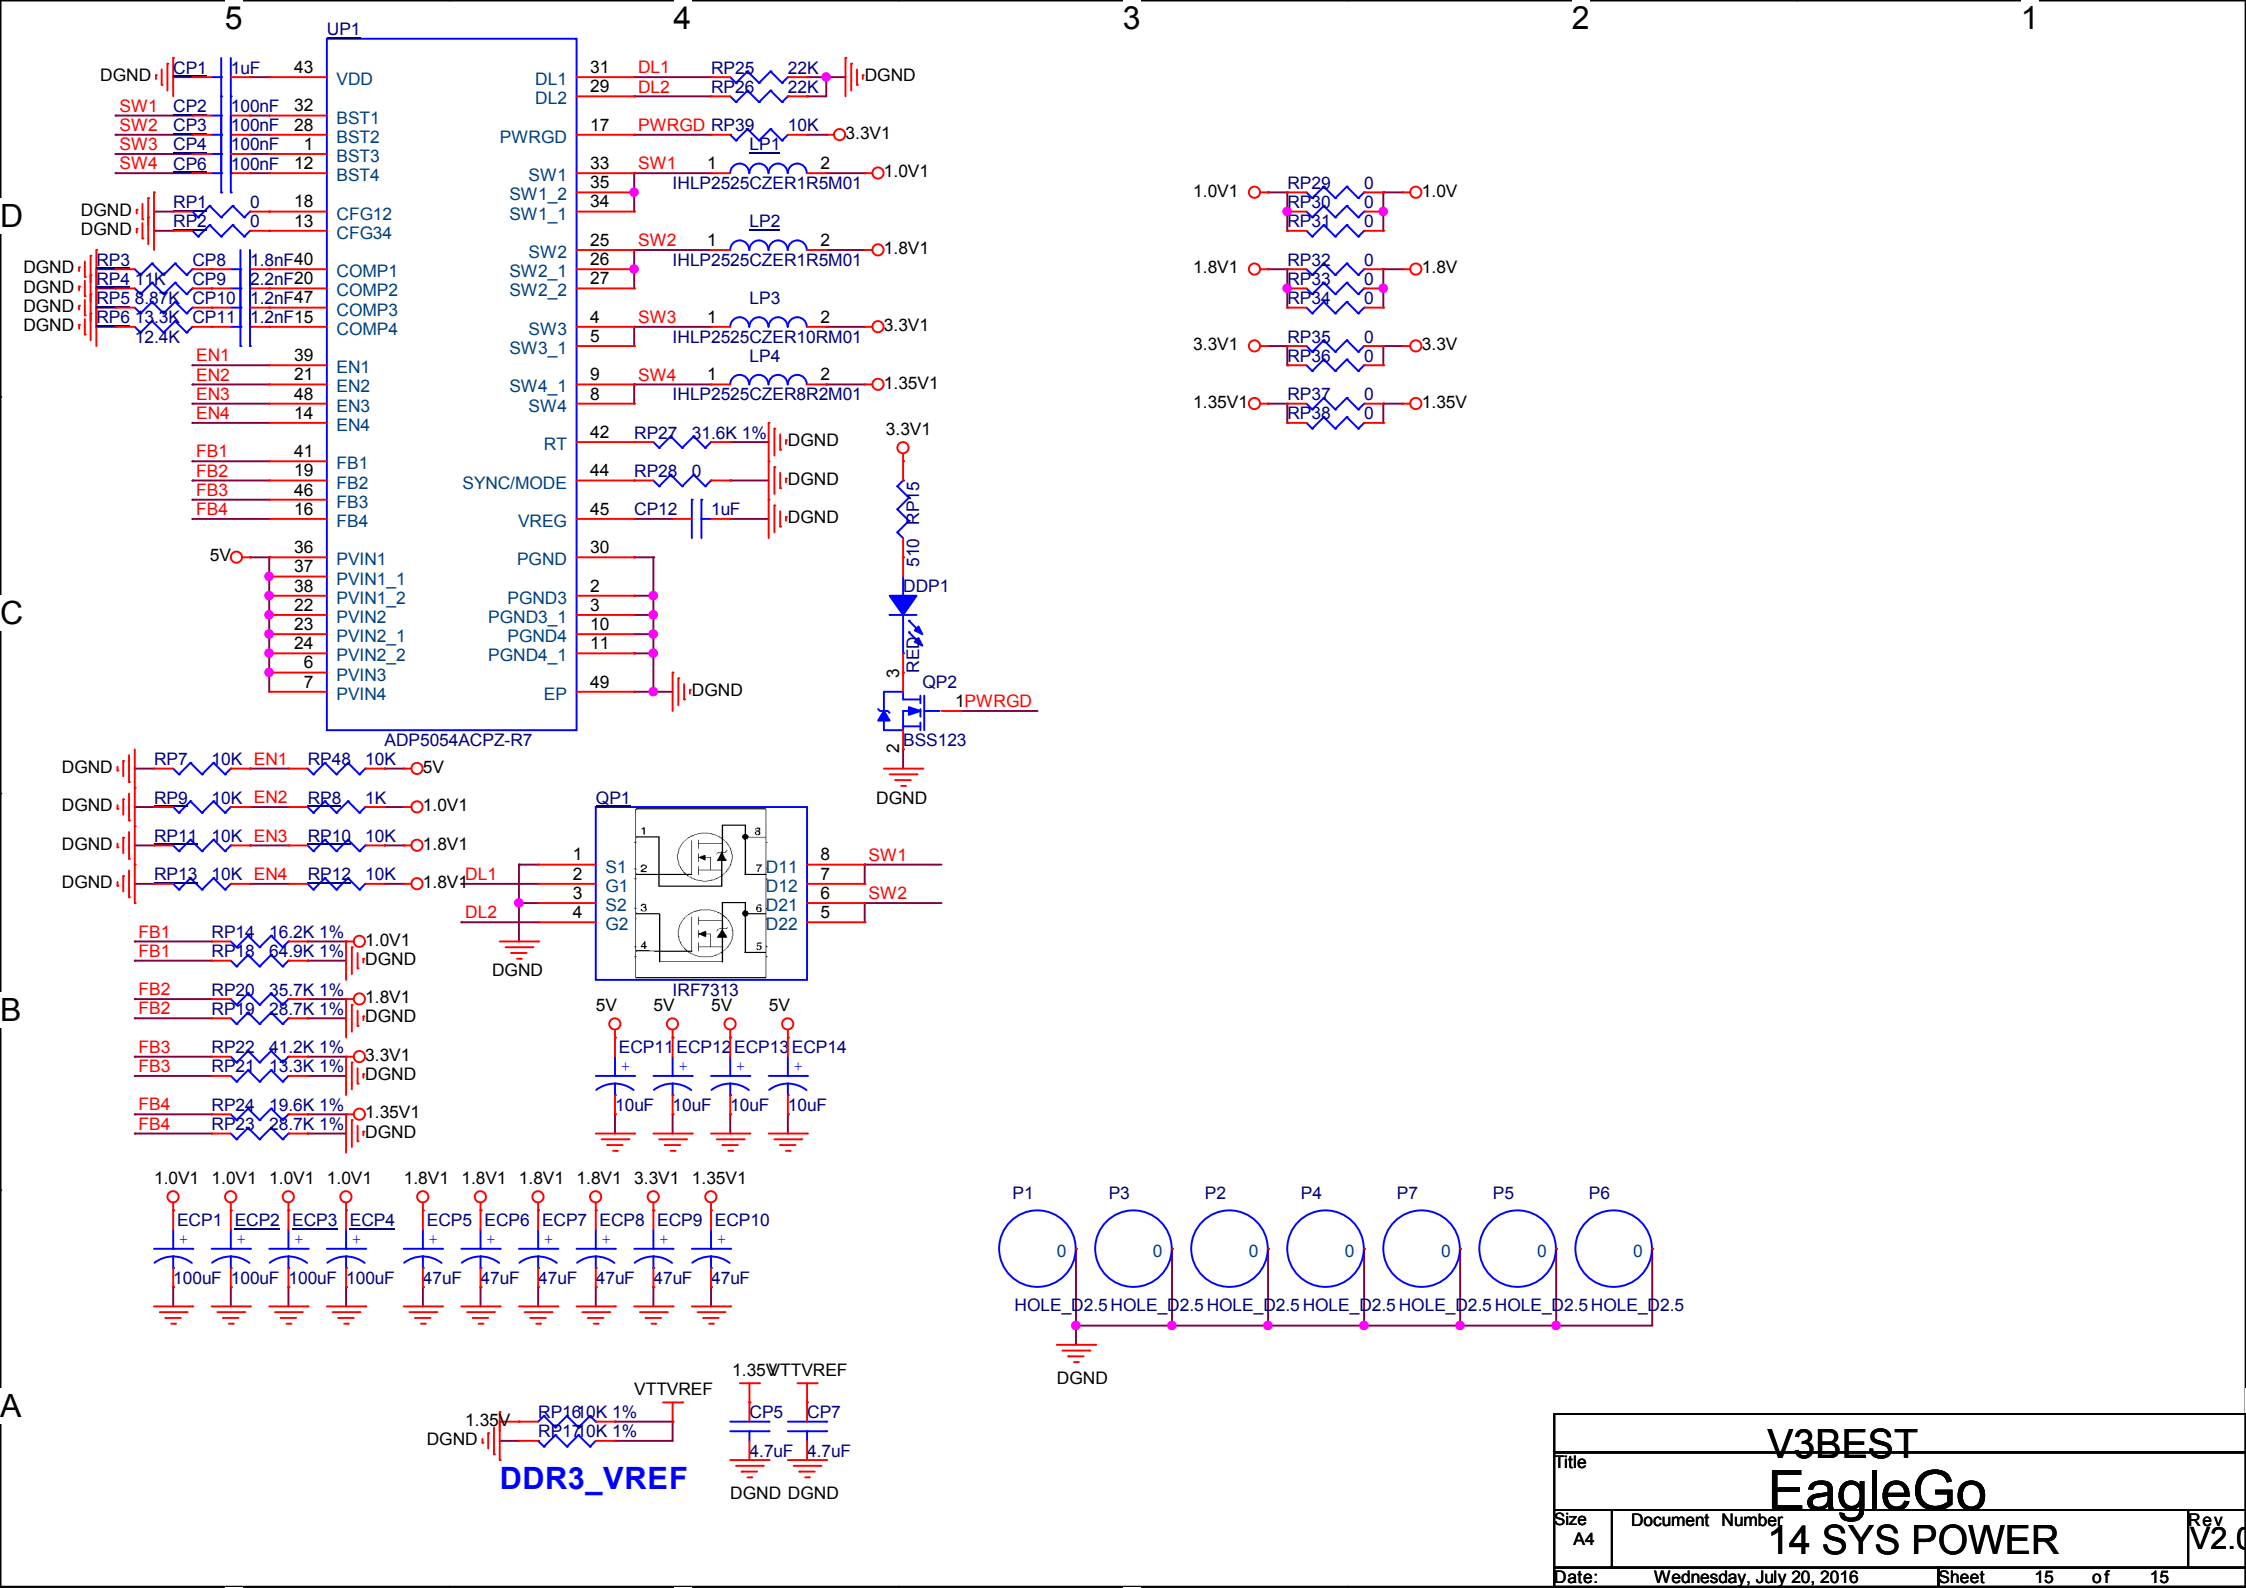 5 4 3 2 1
D
C
B
A
UP1
DGND CP1 1uF 43 VDD
SW1 CP2 100nF 32 BST1
SW2 CP3 100nF 28 BST2
SW3 CP4 100nF 1 BST3
SW4 CP6 100nF 12 BST4
DGND RP1 0 18 CFG12
DGND RP2 0 13 CFG34
DGND RP3 11K CP8 1.8nF 40 COMP1
DGND RP4 8.87K CP9 2.2nF 20 COMP2
DGND RP5 13.3K CP10 1.2nF 47 COMP3
DGND RP6 12.4K CP11 1.2nF 15 COMP4
EN1 39 EN1
EN2 21 EN2
EN3 48 EN3
EN4 14 EN4
FB1 41 FB1
FB2 19 FB2
FB3 46 FB3
FB4 16 FB4
5V 36 PVIN1
37 PVIN1_1
38 PVIN1_2
22 PVIN2
23 PVIN2_1
24 PVIN2_2
6 PVIN3
7 PVIN4
DL1 31 DL1 RP25 22K DGND
DL2 29 DL2 RP26 22K
PWRGD 17 PWRGD RP39 10K 3.3V1
LP1
SW1 33 SW1 1 2 1.0V1
SW1_2 35 IHLP2525CZER1R5M01
SW1_1 34
LP2
SW2 25 SW2 1 2 1.8V1
SW2_1 26 IHLP2525CZER1R5M01
SW2_2 27
LP3
SW3 4 SW3 1 2 3.3V1
SW3_1 5 IHLP2525CZER10RM01
LP4
SW4_1 9 SW4 1 2 1.35V1
SW4 8 IHLP2525CZER8R2M01
RT 42 RP27 31.6K 1% DGND
SYNC/MODE 44 RP28 0 DGND
VREG 45 CP12 1uF DGND
PGND 30
PGND3 2
PGND3_1 3
PGND4 10
PGND4_1 11
EP 49 DGND
ADP5054ACPZ-R7
3.3V1
RP15
510
DDP1
RED
3
QP2
1 PWRGD
BSS123
2
DGND
1.0V1 RP29 0 1.0V
RP30 0
RP31 0
1.8V1 RP32 0 1.8V
RP33 0
RP34 0
3.3V1 RP35 0 3.3V
RP36 0
1.35V1 RP37 0 1.35V
RP38 0
DGND RP7 10K EN1 RP48 10K 5V
DGND RP9 10K EN2 RP8 1K 1.0V1
DGND RP11 10K EN3 RP10 10K 1.8V1
DGND RP13 10K EN4 RP12 10K 1.8V1
QP1
1 S1 1 8 D11 8 SW1
DL1 2 G1 2 7 D12 7
3 S2 3 6 D21 6 SW2
DL2 4 G2 4 5 D22 5
DGND
IRF7313
FB1 RP14 16.2K 1% 1.0V1
FB1 RP18 64.9K 1% DGND
FB2 RP20 35.7K 1% 1.8V1
FB2 RP19 28.7K 1% DGND
FB3 RP22 41.2K 1% 3.3V1
FB3 RP21 13.3K 1% DGND
FB4 RP24 19.6K 1% 1.35V1
FB4 RP23 28.7K 1% DGND
5V 5V 5V 5V
ECP11 ECP12 ECP13 ECP14
+ + + +
10uF 10uF 10uF 10uF
1.0V1 1.0V1 1.0V1 1.0V1 1.8V1 1.8V1 1.8V1 1.8V1 3.3V1 1.35V1
ECP1 ECP2 ECP3 ECP4 ECP5 ECP6 ECP7 ECP8 ECP9 ECP10
+ + + + + + + + + +
100uF 100uF 100uF 100uF 47uF 47uF 47uF 47uF 47uF 47uF
P1 P3 P2 P4 P7 P5 P6
0 0 0 0 0 0 0
HOLE_D2.5 HOLE_D2.5 HOLE_D2.5 HOLE_D2.5 HOLE_D2.5 HOLE_D2.5 HOLE_D2.5
DGND
VTTVREF
1.35V RP16 10K 1%
DGND RP17 10K 1%
DDR3_VREF
1.35V VTTVREF
CP5 CP7
4.7uF 4.7uF
DGND DGND
V3BEST
Title
EagleGo
Size
A4
Document Number
14 SYS POWER
Rev
V2.0
Date: Wednesday, July 20, 2016 Sheet 15 of 15